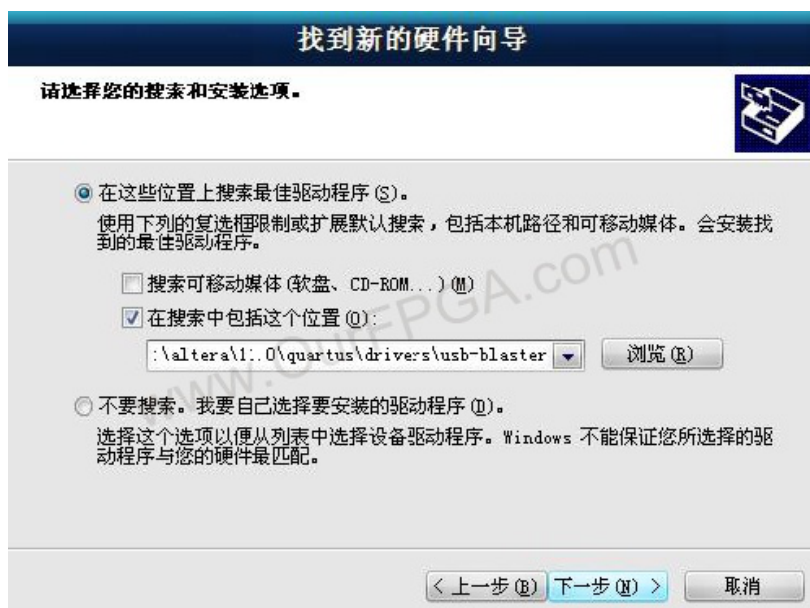 找到新的硬件向导
请选择您的搜索和安装选项。
在这些位置上搜索最佳驱动程序(S)。
使用下列的复选框限制或扩展默认搜索，包括本机路径和可移动媒体。会安装找
到的最佳驱动程序。
搜索可移动媒体(软盘、CD-ROM...)(M)
在搜索中包括这个位置(O):
:\altera\11.0\quartus\drivers\usb-blaster
浏览(R)
不要搜索。我要自己选择要安装的驱动程序(D)。
选择这个选项以便从列表中选择设备驱动程序。Windows 不能保证您所选择的驱
动程序与您的硬件最匹配。
< 上一步(B)
下一步(N) >
取消
www.OurFPGA.com